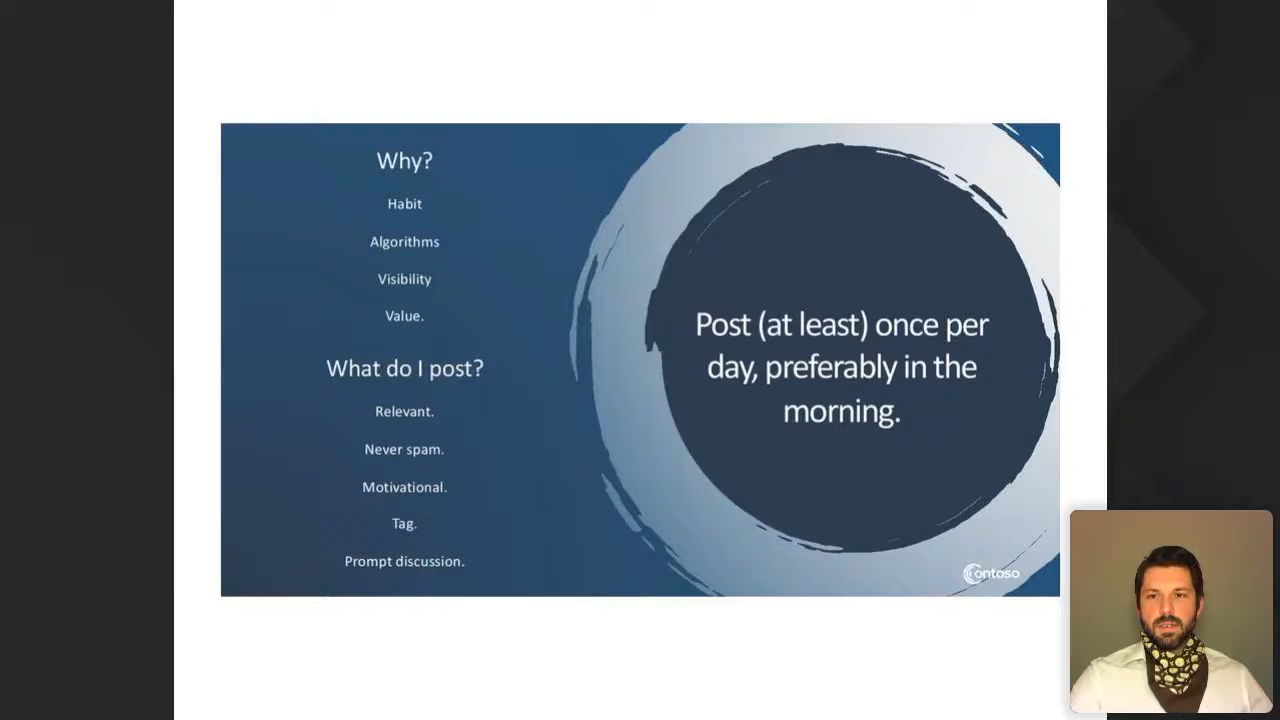 Why?
Habit
Algorithms
Visibility
Value.
What do I post?
Relevant.
Never spam.
Motivational.
Tag.
Prompt discussion.
Post (at least) once per
day, preferably in the
morning.
Contoso